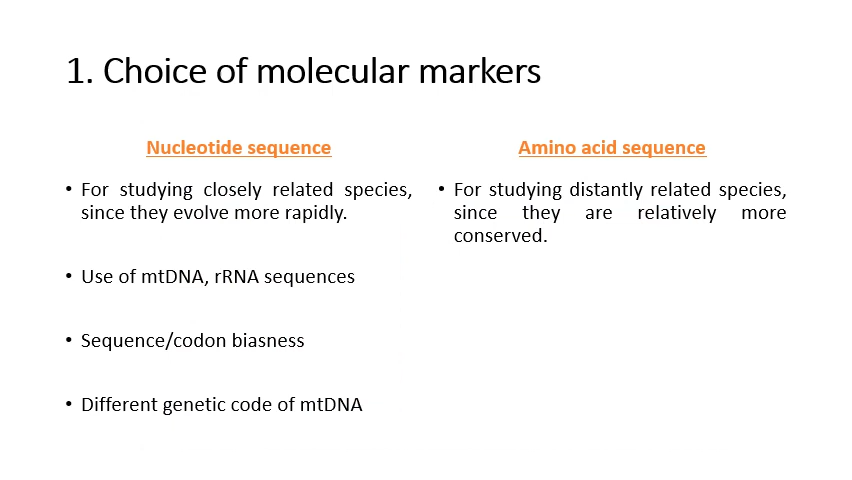 1. Choice of molecular markers
Nucleotide sequence
• For studying closely related species,
since they evolve more rapidly.
• Use of mtDNA, rRNA sequences
• Sequence/codon biasness
• Different genetic code of mtDNA
Amino acid sequence
• For studying distantly related species,
since they are relatively more
conserved.